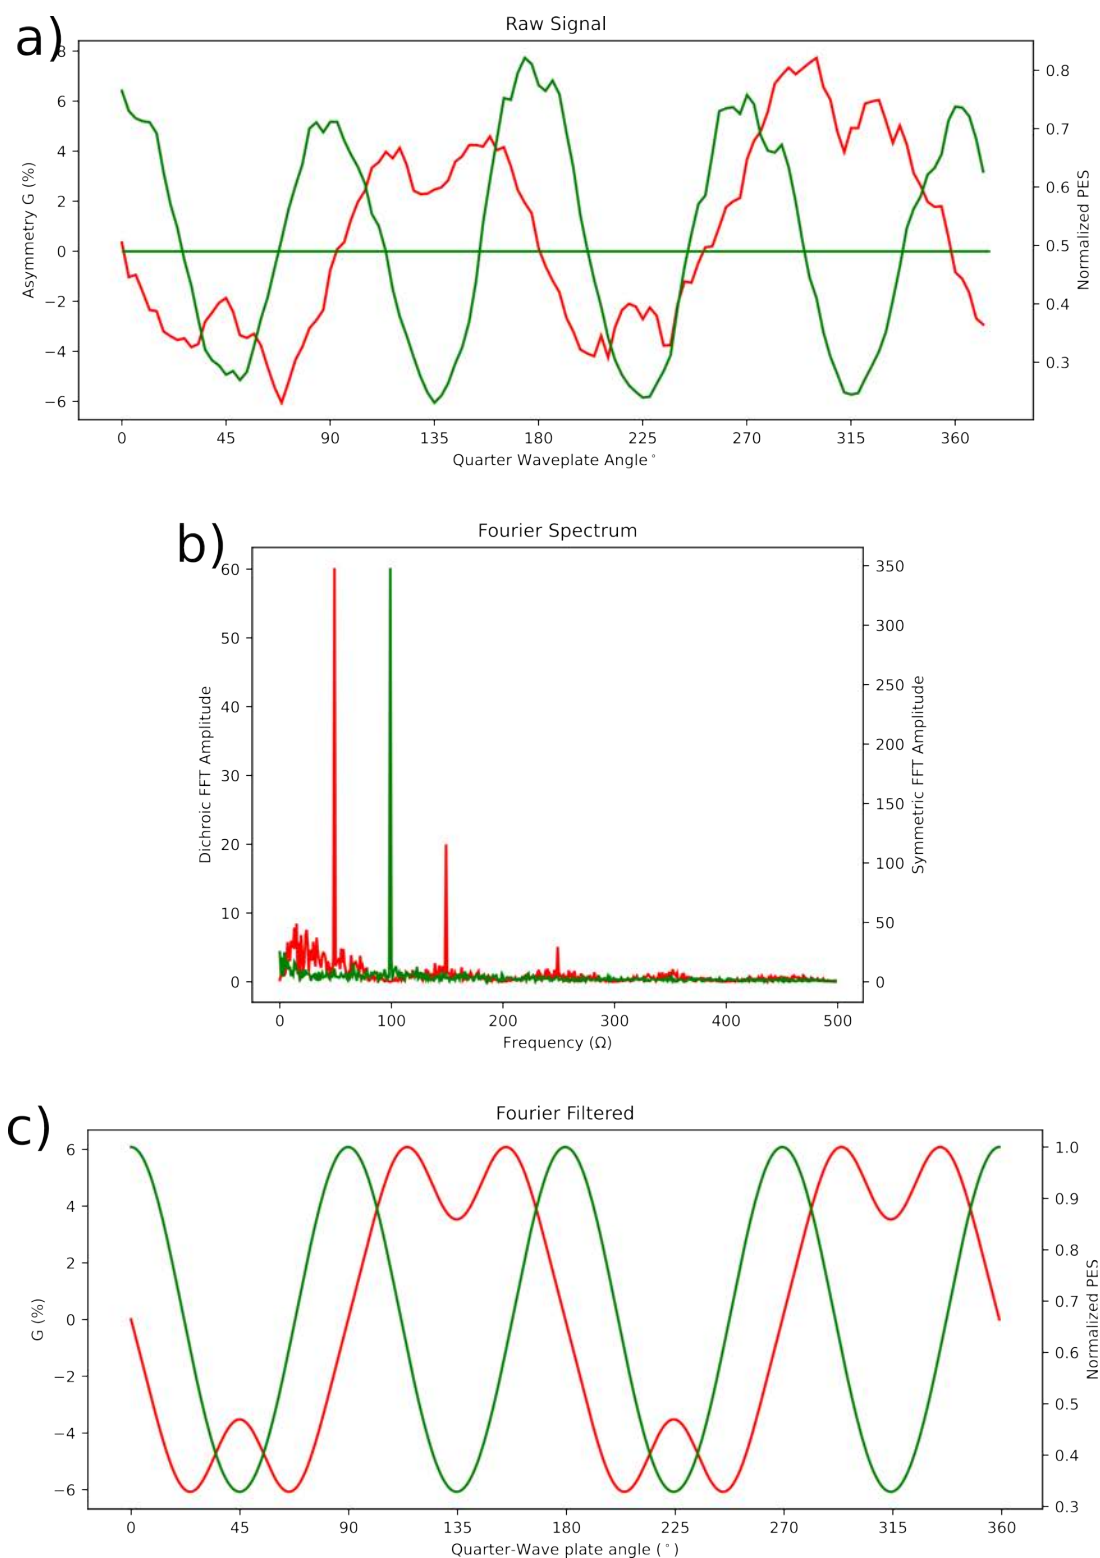 a)
Raw Signal
8
6
4
2
0
−2
−4
−6
Asymmetry G (%)
0.8
0.7
0.6
0.5
0.4
0.3
Normalized PES
0 45 90 135 180 225 270 315 360
Quarter Waveplate Angle°
b)
Fourier Spectrum
60
50
40
30
20
10
0
Dichroic FFT Amplitude
350
300
250
200
150
100
50
0
Symmetric FFT Amplitude
0 100 200 300 400 500
Frequency (Ω)
c)
Fourier Filtered
6
4
2
0
−2
−4
−6
G (%)
1.0
0.9
0.8
0.7
0.6
0.5
0.4
0.3
Normalized PES
0 45 90 135 180 225 270 315 360
Quarter-Wave plate angle (°)